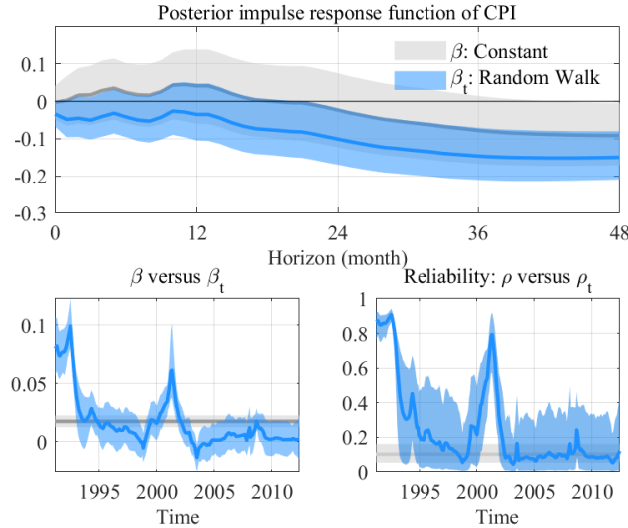 Posterior impulse response function of CPI
0.1
0
-0.1
-0.2
-0.3
β: Constant
βt: Random Walk
0 12 24 36 48
Horizon (month)
β versus βt
0.1
0.05
0
1995 2000 2005 2010
Time
Reliability: ρ versus ρt
1
0.8
0.6
0.4
0.2
0
1995 2000 2005 2010
Time